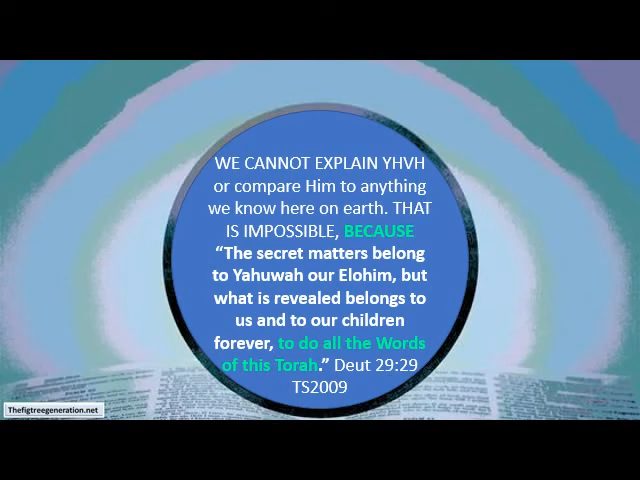 WE CANNOT EXPLAIN YHVH
or compare Him to anything
we know here on earth. THAT
IS IMPOSSIBLE, BECAUSE
“The secret matters belong
to Yahuwah our Elohim, but
what is revealed belongs to
us and to our children
forever, to do all the Words
of this Torah.” Deut 29:29
TS2009
Thefigtreegeneration.net